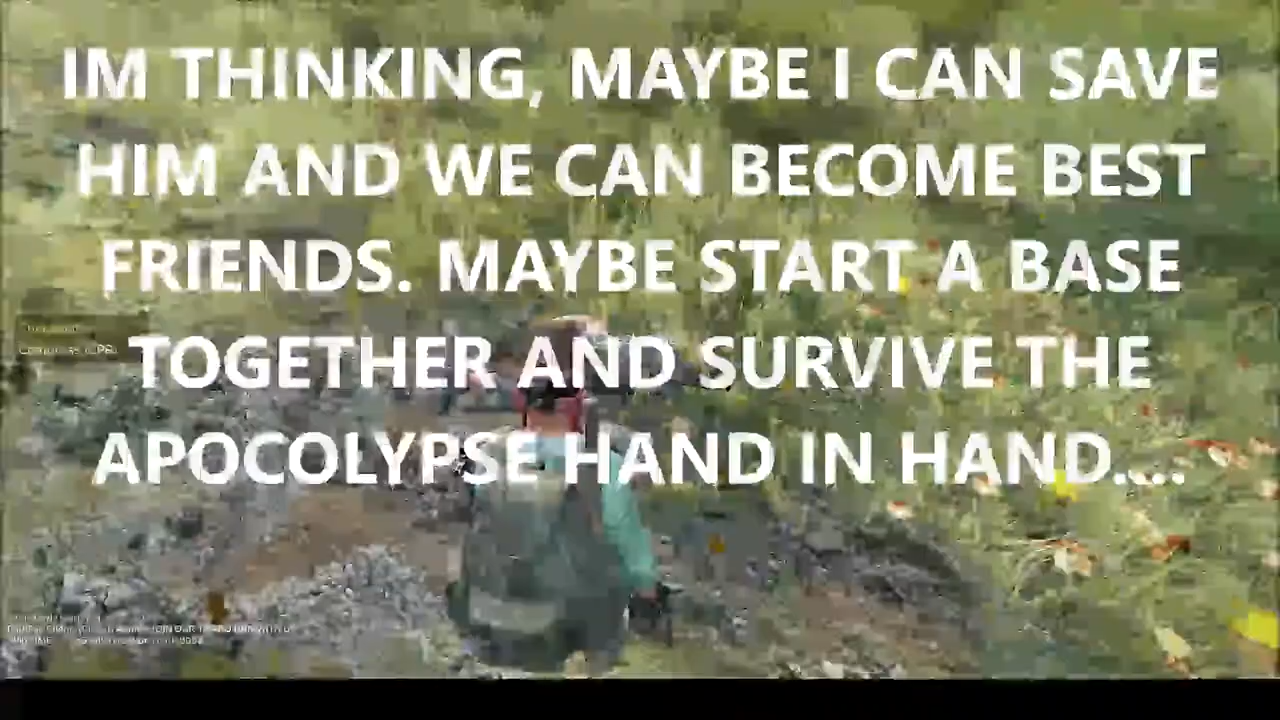 IM THINKING, MAYBE I CAN SAVE
HIM AND WE CAN BECOME BEST
FRIENDS. MAYBE START A BASE
TOGETHER AND SURVIVE THE
APOCOLYPSE HAND IN HAND....